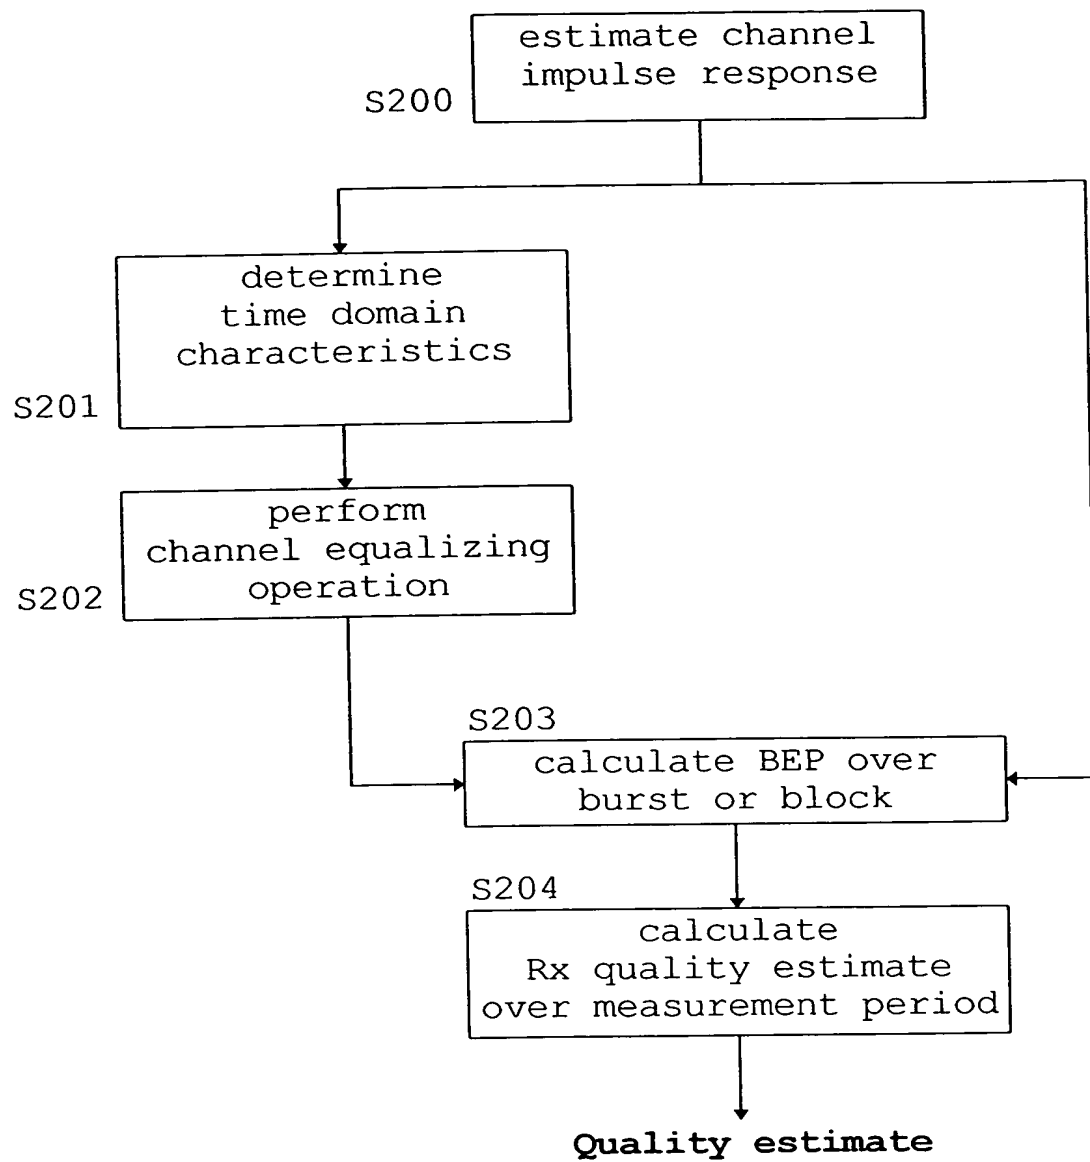 estimate channel
impulse response
S200
determine
time domain
characteristics
S201
perform
channel equalizing
operation
S202
S203
calculate BEP over
burst or block
S204
calculate
Rx quality estimate
over measurement period
Quality estimate